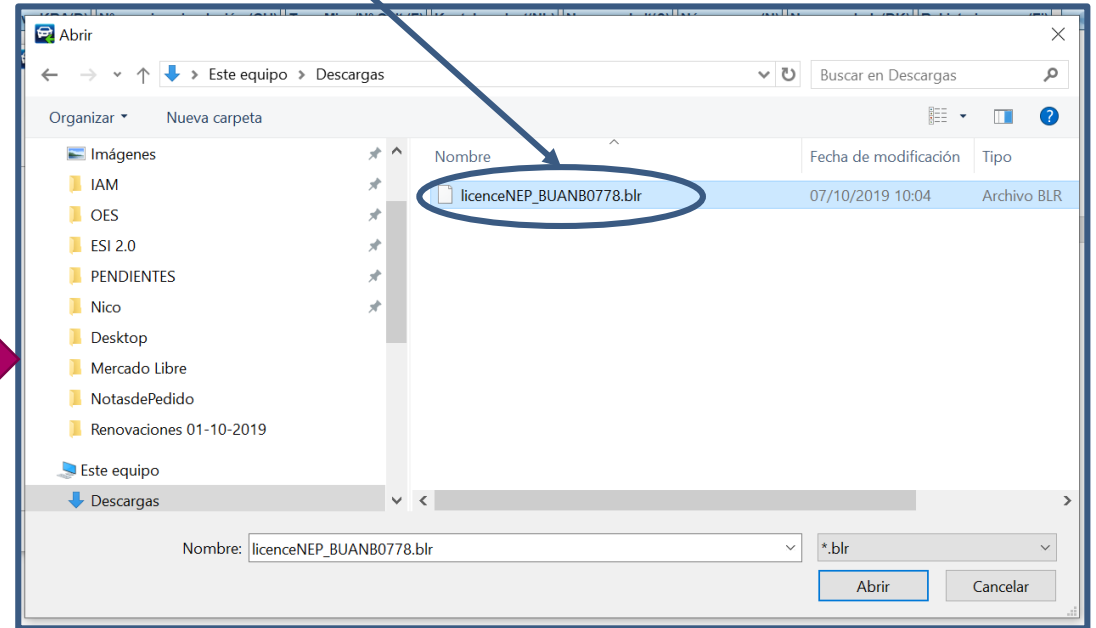 Abrir
Este equipo > Descargas
Buscar en Descargas
Organizar
Nueva carpeta
Nombre
Fecha de modificación
Tipo
licenceNEP_BUANB0778.blr
07/10/2019 10:04
Archivo BLR
Imágenes
IAM
OES
ESI 2.0
PENDIENTES
Nico
Desktop
Mercado Libre
NotasdePedido
Renovaciones 01-10-2019
Este equipo
Descargas
Nombre: licenceNEP_BUANB0778.blr
*.blr
Abrir
Cancelar